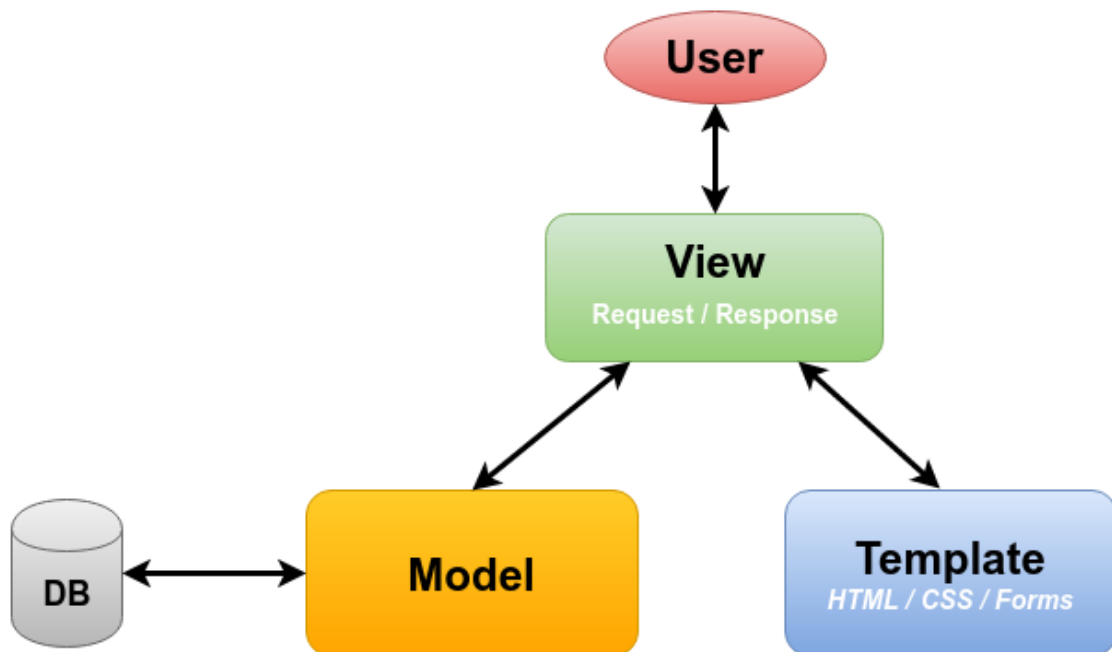 User
View
Request / Response
DB
Model
Template
HTML / CSS / Forms